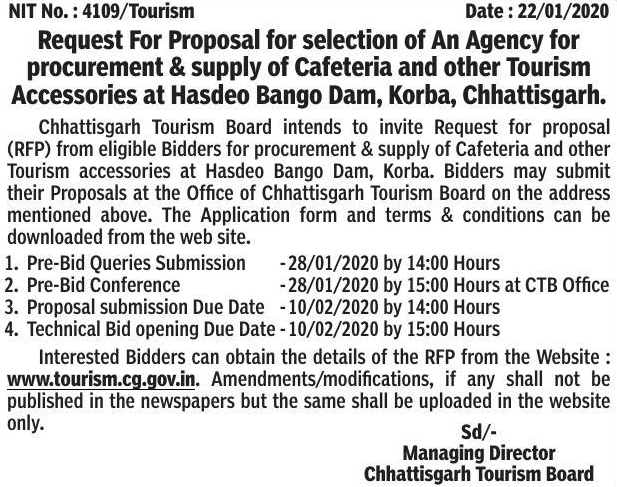 NIT No. : 4109/Tourism Date : 22/01/2020
Request For Proposal for selection of An Agency for
procurement & supply of Cafeteria and other Tourism
Accessories at Hasdeo Bango Dam, Korba, Chhattisgarh.
Chhattisgarh Tourism Board intends to invite Request for proposal
(RFP) from eligible Bidders for procurement & supply of Cafeteria and other
Tourism accessories at Hasdeo Bango Dam, Korba. Bidders may submit
their Proposals at the Office of Chhattisgarh Tourism Board on the address
mentioned above. The Application form and terms & conditions can be
downloaded from the web site.
1. Pre-Bid Queries Submission - 28/01/2020 by 14:00 Hours
2. Pre-Bid Conference - 28/01/2020 by 15:00 Hours at CTB Office
3. Proposal submission Due Date - 10/02/2020 by 14:00 Hours
4. Technical Bid opening Due Date - 10/02/2020 by 15:00 Hours
Interested Bidders can obtain the details of the RFP from the Website :
www.tourism.cg.gov.in. Amendments/modifications, if any shall not be
published in the newspapers but the same shall be uploaded in the website
only.
Sd/-
Managing Director
Chhattisgarh Tourism Board